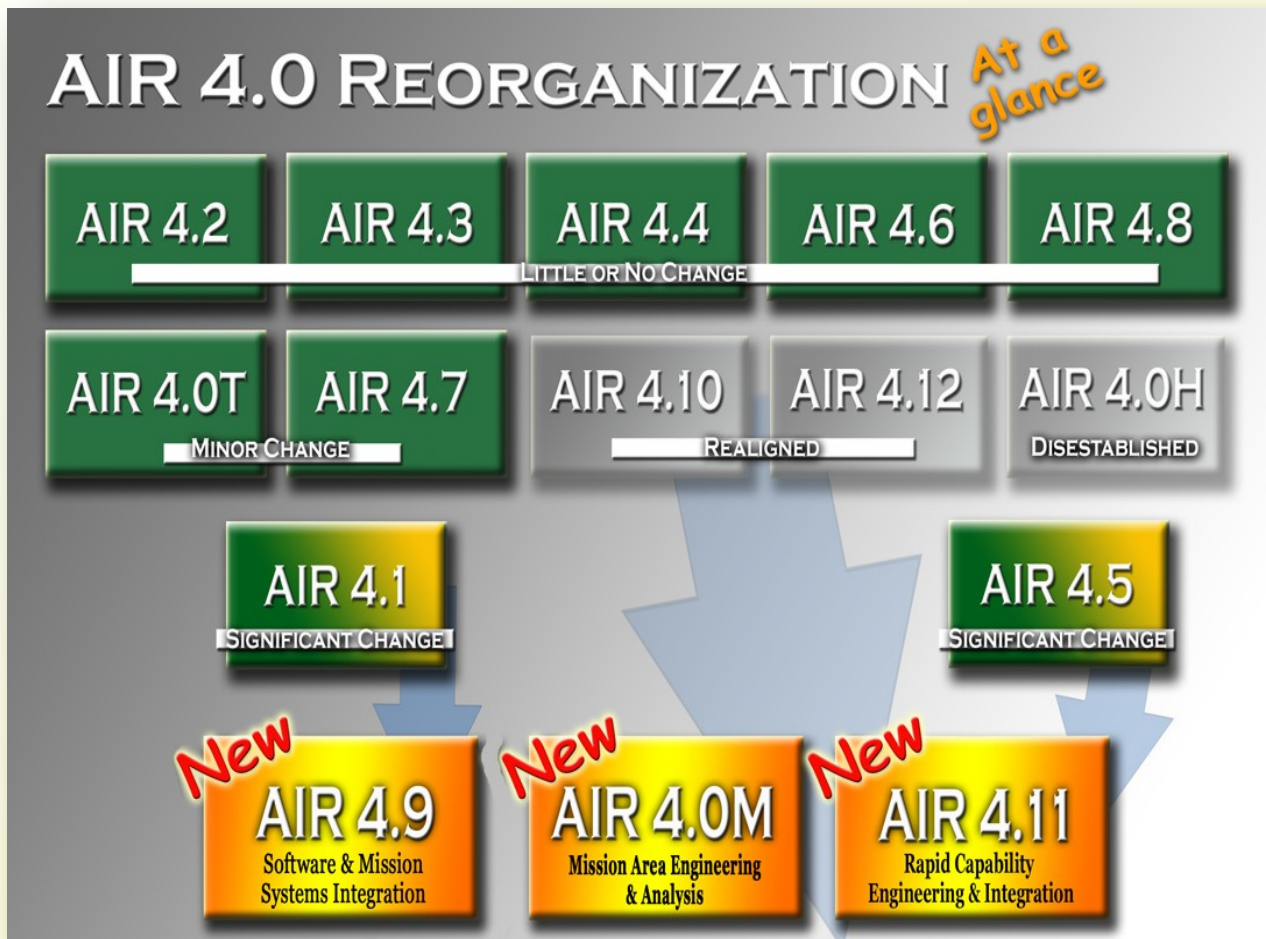 AIR 4.0 REORGANIZATION At a glance
AIR 4.2
AIR 4.3
AIR 4.4
AIR 4.6
AIR 4.8
LITTLE OR NO CHANGE
AIR 4.0T
AIR 4.7
AIR 4.10
AIR 4.12
AIR 4.0H
MINOR CHANGE
REALIGNED
DISESTABLISHED
AIR 4.1
SIGNIFICANT CHANGE
AIR 4.5
SIGNIFICANT CHANGE
New
AIR 4.9
Software & Mission
Systems Integration
New
AIR 4.0M
Mission Area Engineering
& Analysis
New
AIR 4.11
Rapid Capability
Engineering & Integration